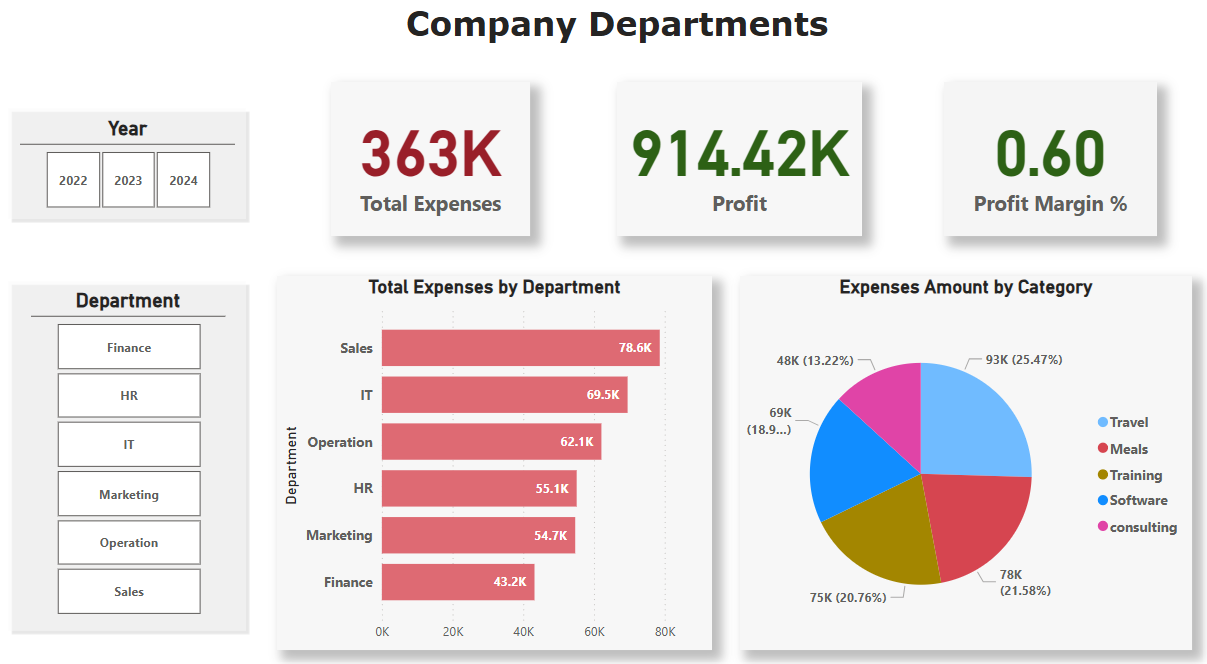 Company Departments
Year
2022
2023
2024
363K
Total Expenses
914.42K
Profit
0.60
Profit Margin %
Department
Finance
HR
IT
Marketing
Operation
Sales
Total Expenses by Department
Department
Sales
78.6K
IT
69.5K
Operation
62.1K
HR
55.1K
Marketing
54.7K
Finance
43.2K
0K
20K
40K
60K
80K
Expenses Amount by Category
48K (13.22%)
93K (25.47%)
69K
(18.9...)
75K (20.76%)
78K
(21.58%)
Travel
Meals
Training
Software
consulting